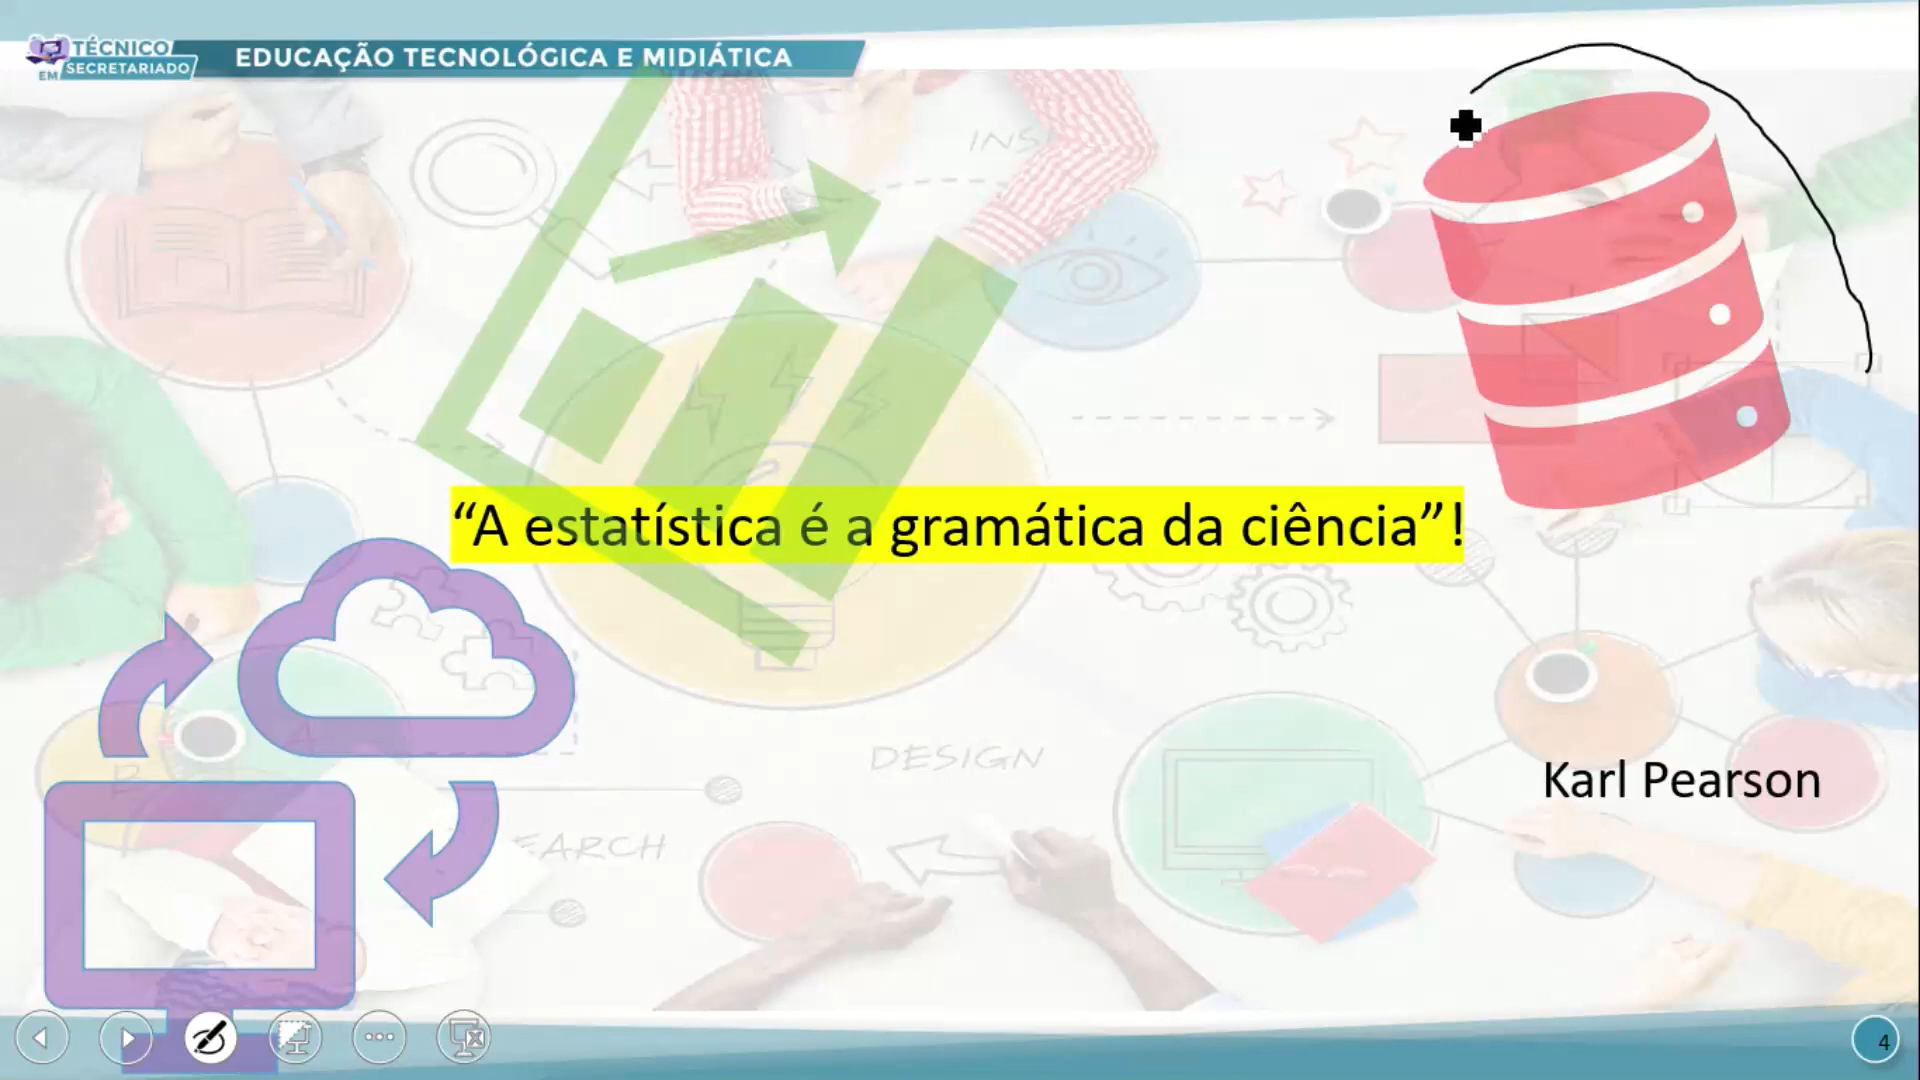 TÉCNICO
EM SECRETARIADO
EDUCAÇÃO TECNOLÓGICA E MIDIÁTICA
INS
“A estatística é a gramática da ciência”!
DESIGN
Karl Pearson
EARCH
4